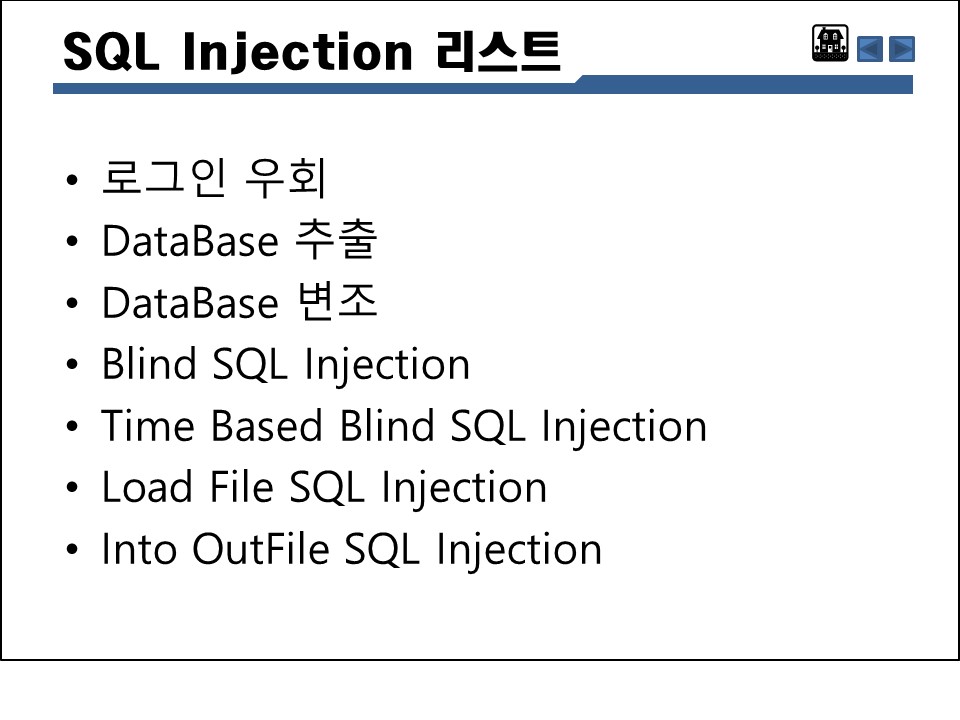 SQL Injection 리스트
• 로그인 우회
• DataBase 추출
• DataBase 변조
• Blind SQL Injection
• Time Based Blind SQL Injection
• Load File SQL Injection
• Into OutFile SQL Injection